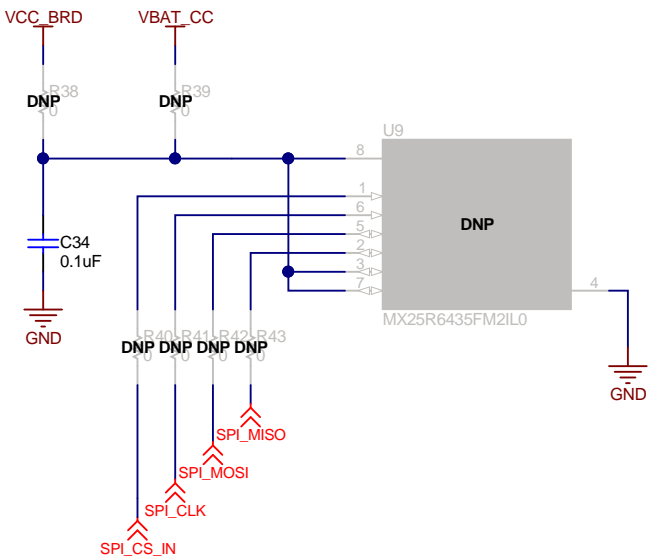 VCC_BRD
VBAT_CC
R38
DNP
0
R39
DNP
0
U9
8
1
6
5
2
3
7
DNP
4
MX25R6435FM2IL0
C34
0.1uF
GND
GND
R40
DNP
0
R41
DNP
0
R42
DNP
0
R43
DNP
0
SPI_MISO
SPI_MOSI
SPI_CLK
SPI_CS_IN